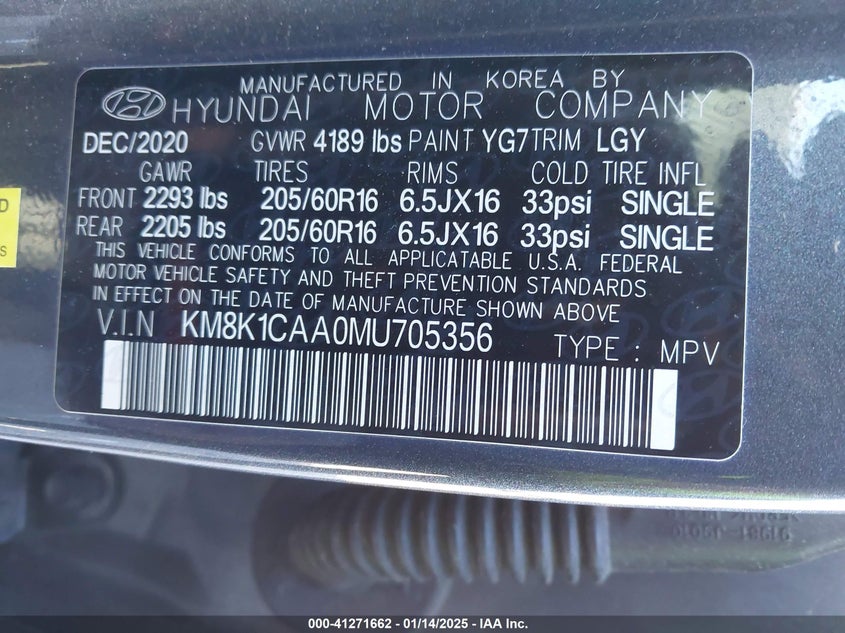 MANUFACTURED IN KOREA BY
HYUNDAI MOTOR COMPANY
DEC/2020 GVWR 4189 lbs PAINT YG7 TRIM LGY
GAWR TIRES RIMS COLD TIRE INFL
FRONT 2293 lbs 205/60R16 6.5JX16 33psi SINGLE
REAR 2205 lbs 205/60R16 6.5JX16 33psi SINGLE
THIS VEHICLE CONFORMS TO ALL APPLICATABLE U.S.A. FEDERAL
MOTOR VEHICLE SAFETY AND THEFT PREVENTION STANDARDS
IN EFFECT ON THE DATE OF MANUFACTURE SHOWN ABOVE
V.I.N KM8K1CAA0MU705356 TYPE : MPV
D
S
000-41271662 - 01/14/2025 - IAA Inc.